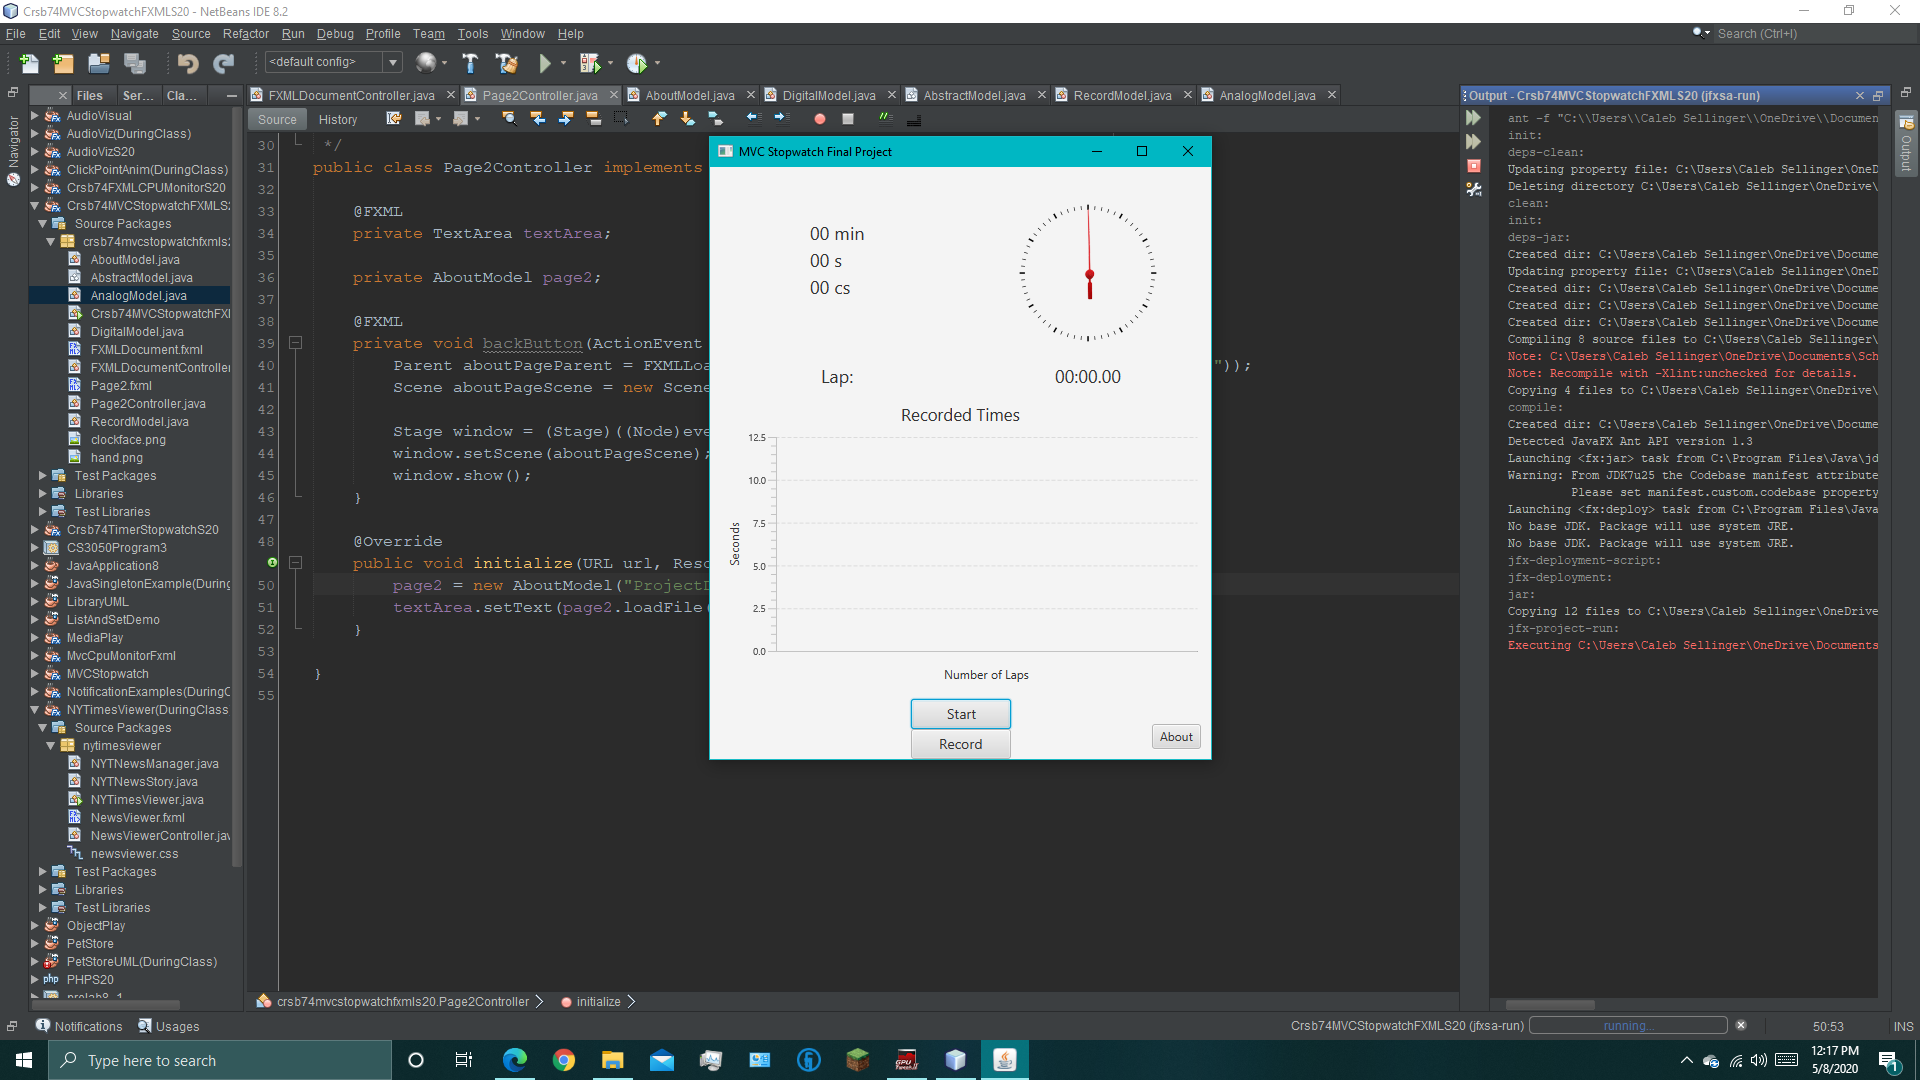 Crsb74MVCStopwatchFXMLS20 - NetBeans IDE 8.2
File Edit View Navigate Source Refactor Run Debug Profile Team Tools Window Help
Search (Ctrl+I)
<default config>
Files Ser... Cla...
FXMLDocumentController.java Page2Controller.java AboutModel.java DigitalModel.java AbstractModel.java RecordModel.java AnalogModel.java
Output - Crsb74MVCStopwatchFXMLS20 (jfxsa-run)
Source History
Navigator
AudioVisual
AudioViz(DuringClass)
AudioVizS20
ClickPointAnim(DuringClass)
Crsb74FXMLCPUMonitorS20
Crsb74MVCStopwatchFXMLS2
Source Packages
crsb74mvcstopwatchfxmls2
AboutModel.java
AbstractModel.java
AnalogModel.java
Crsb74MVCStopwatchFXM
DigitalModel.java
FXMLDocument.fxml
FXMLDocumentController
Page2.fxml
Page2Controller.java
RecordModel.java
clockface.png
hand.png
Test Packages
Libraries
Test Libraries
Crsb74TimerStopwatchS20
CS3050Program3
JavaApplication8
JavaSingletonExample(During
LibraryUML
ListAndSetDemo
MediaPlay
MvcCpuMonitorFxml
MVCStopwatch
NotificationExamples(DuringC
NYTimesViewer(DuringClass
Source Packages
nytimesviewer
NYTNewsManager.java
NYTNewsStory.java
NYTimesViewer.java
NewsViewer.fxml
NewsViewerController.jav
newsviewer.css
Test Packages
Libraries
Test Libraries
ObjectPlay
PetStore
PetStoreUML(DuringClass)
php PHPS20
prolab8_1
30 */
31 public class Page2Controller implements
32
33 @FXML
34 private TextArea textArea;
35
36 private AboutModel page2;
37
38 @FXML
39 private void backButton(ActionEvent
40 Parent aboutPageParent = FXMLLoa "));
41 Scene aboutPageScene = new Scene
42
43 Stage window = (Stage)((Node)eve
44 window.setScene(aboutPageScene);
45 window.show();
46 }
47
48 @Override
public void initialize(URL url, Reso
50 page2 = new AboutModel("ProjectD
51 textArea.setText(page2.loadFile(
52 }
53
54 }
55
MVC Stopwatch Final Project
00 min
00 s
00 cs
Lap: 00:00.00
Recorded Times
12.5
10.0
7.5
5.0
2.5
0.0
Seconds
Number of Laps
Start
Record
About
ant -f "C:\\Users\\Caleb Sellinger\\OneDrive\\Documen
init:
deps-clean:
Updating property file: C:\Users\Caleb Sellinger\OneD
Deleting directory C:\Users\Caleb Sellinger\OneDrive\
clean:
init:
deps-jar:
Created dir: C:\Users\Caleb Sellinger\OneDrive\Docume
Updating property file: C:\Users\Caleb Sellinger\OneD
Created dir: C:\Users\Caleb Sellinger\OneDrive\Docume
Created dir: C:\Users\Caleb Sellinger\OneDrive\Docume
Created dir: C:\Users\Caleb Sellinger\OneDrive\Docume
Compiling 8 source files to C:\Users\Caleb Sellinger\
Note: C:\Users\Caleb Sellinger\OneDrive\Documents\Sch
Note: Recompile with -Xlint:unchecked for details.
Copying 4 files to C:\Users\Caleb Sellinger\OneDrive\
compile:
Created dir: C:\Users\Caleb Sellinger\OneDrive\Docume
Detected JavaFX Ant API version 1.3
Launching <fx:jar> task from C:\Program Files\Java\jd
Warning: From JDK7u25 the Codebase manifest attribute
Please set manifest.custom.codebase property
Launching <fx:deploy> task from C:\Program Files\Java
No base JDK. Package will use system JRE.
No base JDK. Package will use system JRE.
jfx-deployment-script:
jfx-deployment:
jar:
Copying 12 files to C:\Users\Caleb Sellinger\OneDrive
jfx-project-run:
Executing C:\Users\Caleb Sellinger\OneDrive\Documents
Output
crsb74mvcstopwatchfxmls20.Page2Controller initialize
Notifications Usages
Crsb74MVCStopwatchFXMLS20 (jfxsa-run) running... 50:53 INS
Type here to search
12:17 PM
5/8/2020
1